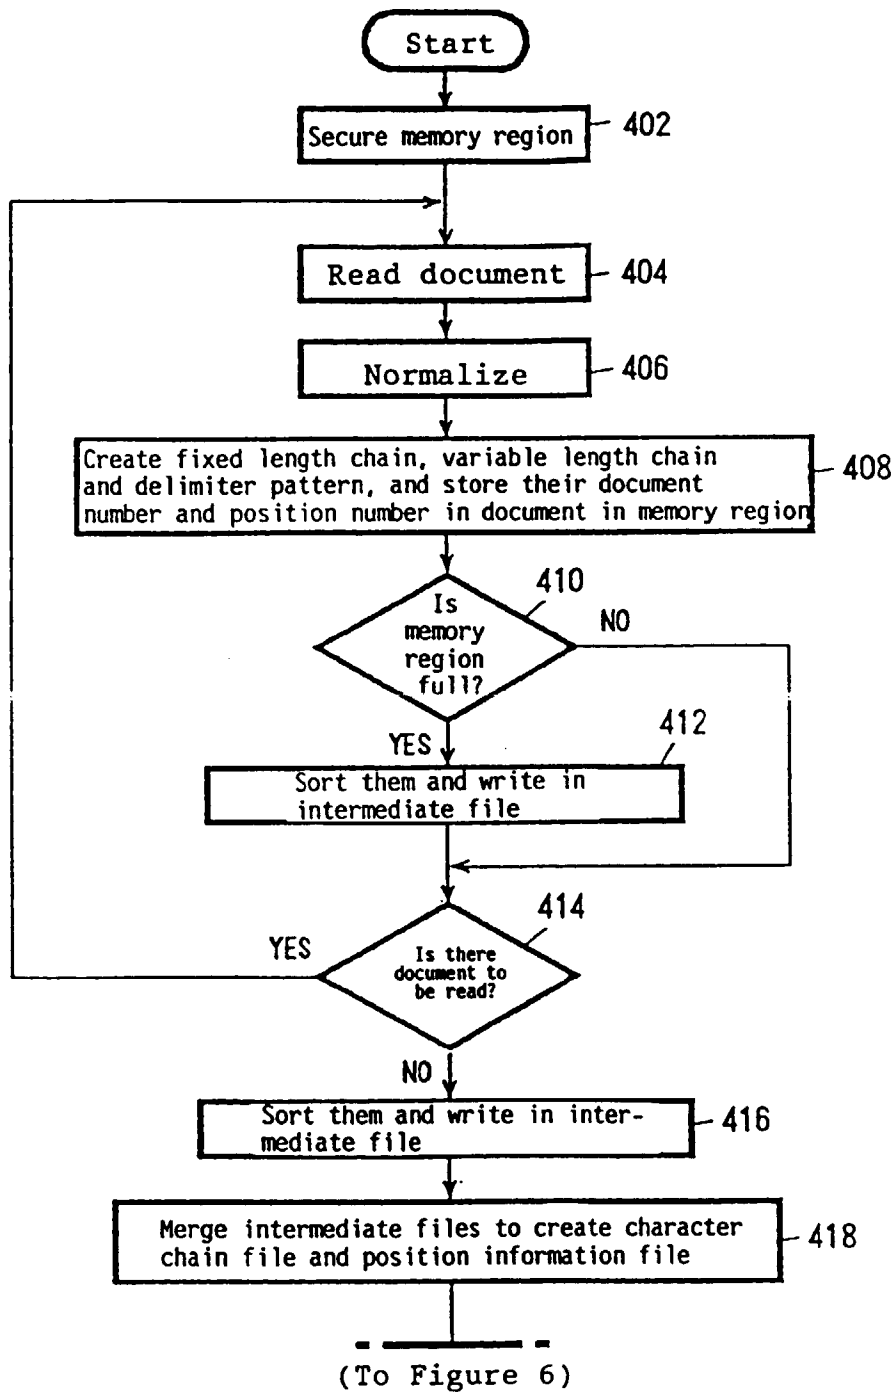 Start
Secure memory region
402
Read document
404
Normalize
406
Create fixed length chain, variable length chain
and delimiter pattern, and store their document
number and position number in document in memory region
408
410
Is
memory
region
full?
NO
YES
412
Sort them and write in
intermediate file
414
YES
Is there
document to
be read?
NO
Sort them and write in inter-
mediate file
416
Merge intermediate files to create character
chain file and position information file
418
(To Figure 6)